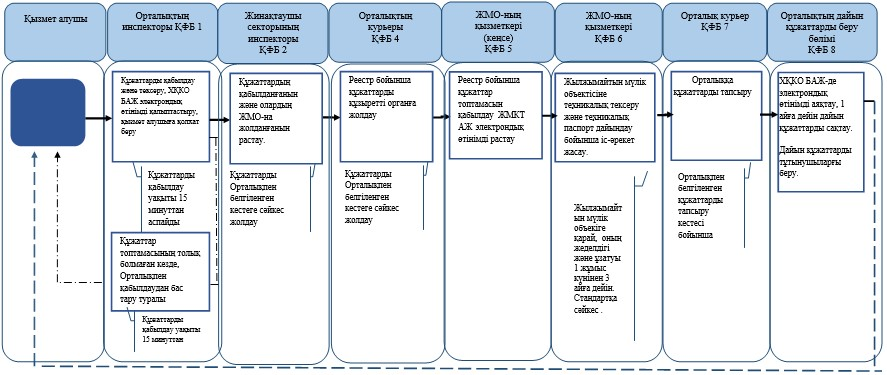 Қызмет алушы
Орталықтың
инспекторы ҚФБ 1
Жинақтаушы
секторының
инспекторы
ҚФБ 2
Орталықтың
курьеры
ҚФБ 4
ЖМО-ның
қызметкері
(кеңсе)
ҚФБ 5
ЖМО-ның
қызметкері
ҚФБ 6
Орталық курьер
ҚФБ 7
Орталықтың дайын
құжаттарды беру
бөлімі
ҚФБ 8
Құжаттарды қабылдау
және тексеру, ХҚКО
БАЖ электрондық
өтінімді қалыптастыру,
қызмет алушыға қолхат
беру
Құжаттарды
қабылдау
уақыты 15
минуттан
аспайды
Құжаттар
топтамасының толық
болмаған кезде,
Орталықпен
қабылдаудан бас
тару туралы
Құжаттарды
қабылдау уақыты
15 минуттан
Құжаттардың
қабылданғанын
және олардың
ЖМО-на
жолданғанын
растау.
Құжаттарды
Орталықпен
белгіленген
кестеге сәйкес
жолдау
Реестр бойынша
құжаттарды
құзыретті органға
жолдау
Құжаттарды
Орталықпен
белгіленген
кестеге сәйкес
жолдау
Реестр бойынша
құжаттар
топтамасын
қабылдау ЖМКТ
АЖ электрондық
өтінімді растау
Жылжымайтын мүлік
объектісіне
техникалық тексеру
және техникалық
паспорт дайындау
бойынша іс-әрекет
жасау.
Жылжымайт
ын мүлік
объекіге
қарай, оның
жеделдігі
және ұзатуы
1 жұмыс
күнінен 3
айға дейін.
Стандартқа
сәйкес .
Орталыққа
құжаттарды тапсыру
Орталықпен
белгіленген
құжаттарды
тапсыру
кестесі
бойынша
ХҚКО БАЖ-де
электрондық
өтінімді аяқтау, 1
айға дейін дайын
құжаттарды сақтау.
Дайын құжаттарды
тұтынушыларғы
беру.